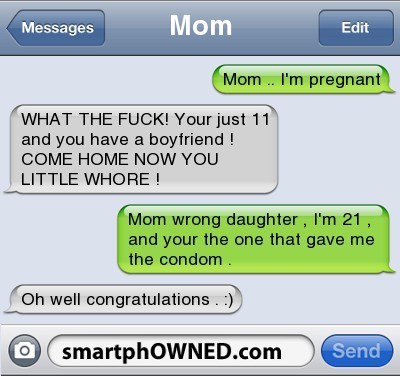 Messages
Mom
Edit
Mom .. I'm pregnant
WHAT THE FUCK! Your just 11
and you have a boyfriend !
COME HOME NOW YOU
LITTLE WHORE !
Mom wrong daughter , I'm 21 ,
and your the one that gave me
the condom .
Oh well congratulations . :)
smartphOWNED.com
Send